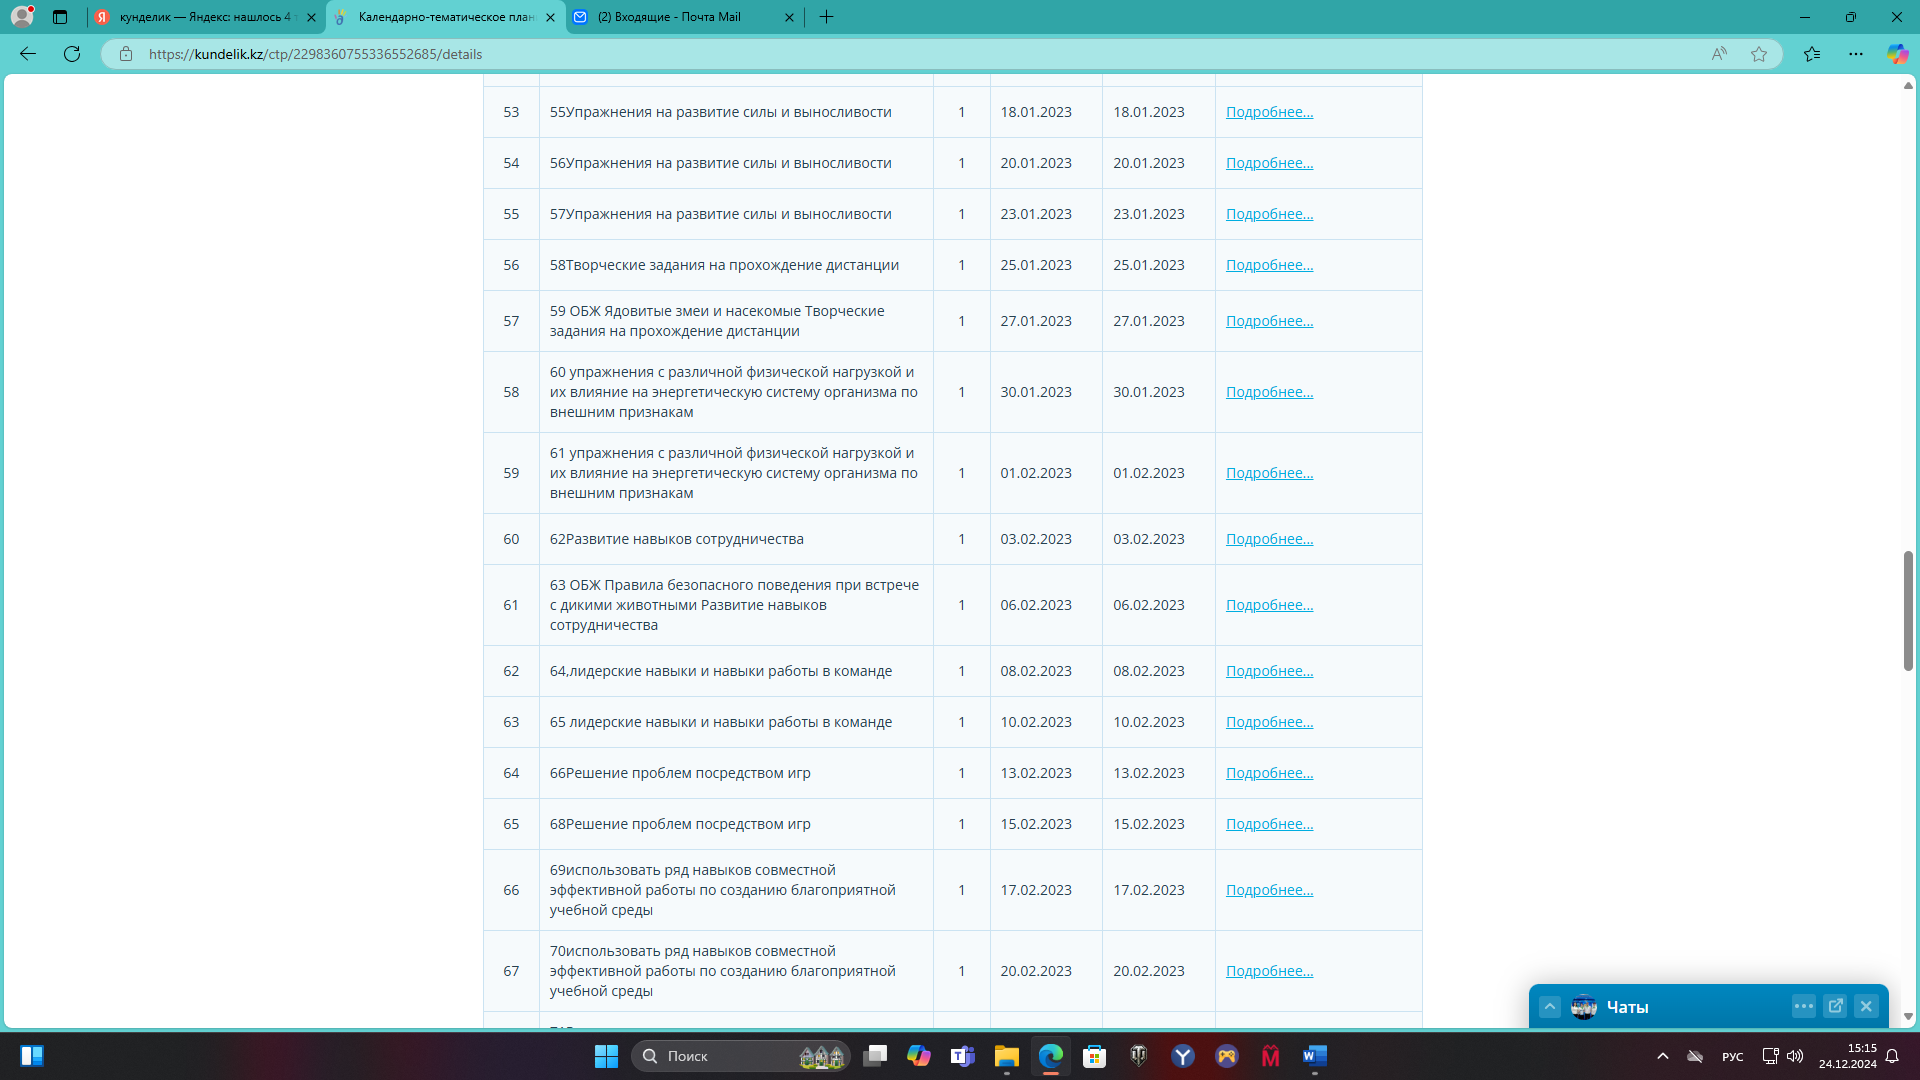 кунделик — Яндекс: нашлось 4 т
Календарно-тематическое план
(2) Входящие - Почта Mail
https://kundelik.kz/ctp/2298360755336552685/details
53 55Упражнения на развитие силы и выносливости 1 18.01.2023 18.01.2023 Подробнее...
54 56Упражнения на развитие силы и выносливости 1 20.01.2023 20.01.2023 Подробнее...
55 57Упражнения на развитие силы и выносливости 1 23.01.2023 23.01.2023 Подробнее...
56 58Творческие задания на прохождение дистанции 1 25.01.2023 25.01.2023 Подробнее...
57 59 ОБЖ Ядовитые змеи и насекомые Творческие
задания на прохождение дистанции 1 27.01.2023 27.01.2023 Подробнее...
58 60 упражнения с различной физической нагрузкой и
их влияние на энергетическую систему организма по
внешним признакам 1 30.01.2023 30.01.2023 Подробнее...
59 61 упражнения с различной физической нагрузкой и
их влияние на энергетическую систему организма по
внешним признакам 1 01.02.2023 01.02.2023 Подробнее...
60 62Развитие навыков сотрудничества 1 03.02.2023 03.02.2023 Подробнее...
61 63 ОБЖ Правила безопасного поведения при встрече
с дикими животными Развитие навыков
сотрудничества 1 06.02.2023 06.02.2023 Подробнее...
62 64,лидерские навыки и навыки работы в команде 1 08.02.2023 08.02.2023 Подробнее...
63 65 лидерские навыки и навыки работы в команде 1 10.02.2023 10.02.2023 Подробнее...
64 66Решение проблем посредством игр 1 13.02.2023 13.02.2023 Подробнее...
65 68Решение проблем посредством игр 1 15.02.2023 15.02.2023 Подробнее...
66 69использовать ряд навыков совместной
эффективной работы по созданию благоприятной
учебной среды 1 17.02.2023 17.02.2023 Подробнее...
67 70использовать ряд навыков совместной
эффективной работы по созданию благоприятной
учебной среды 1 20.02.2023 20.02.2023 Подробнее...
Чаты
Поиск
РУС
15:15
24.12.2024